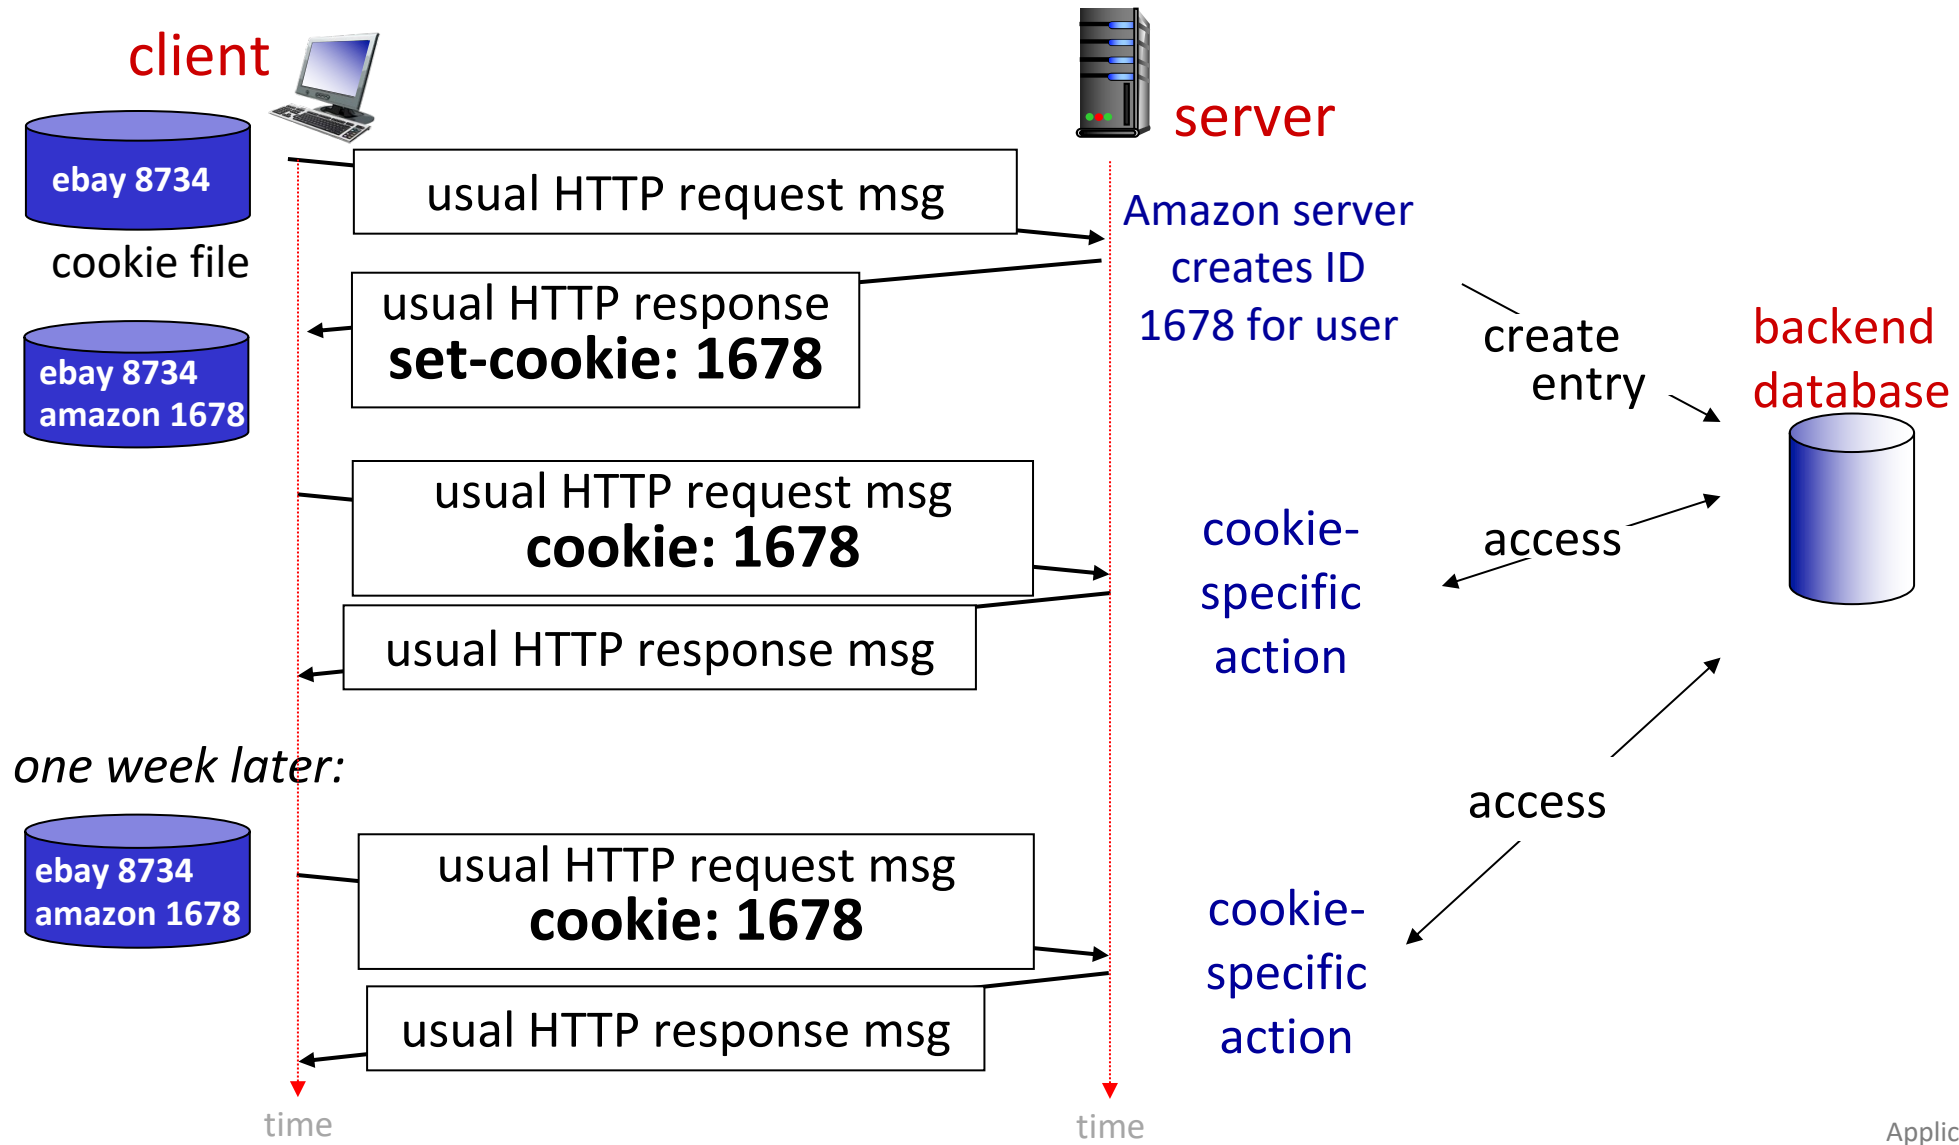 client
server
ebay 8734
cookie file
usual HTTP request msg
Amazon server
creates ID
1678 for user
usual HTTP response
set-cookie: 1678
create
entry
backend
database
ebay 8734
amazon 1678
usual HTTP request msg
cookie: 1678
cookie-
specific
action
access
usual HTTP response msg
one week later:
access
ebay 8734
amazon 1678
usual HTTP request msg
cookie: 1678
cookie-
specific
action
usual HTTP response msg
time
time
Applic